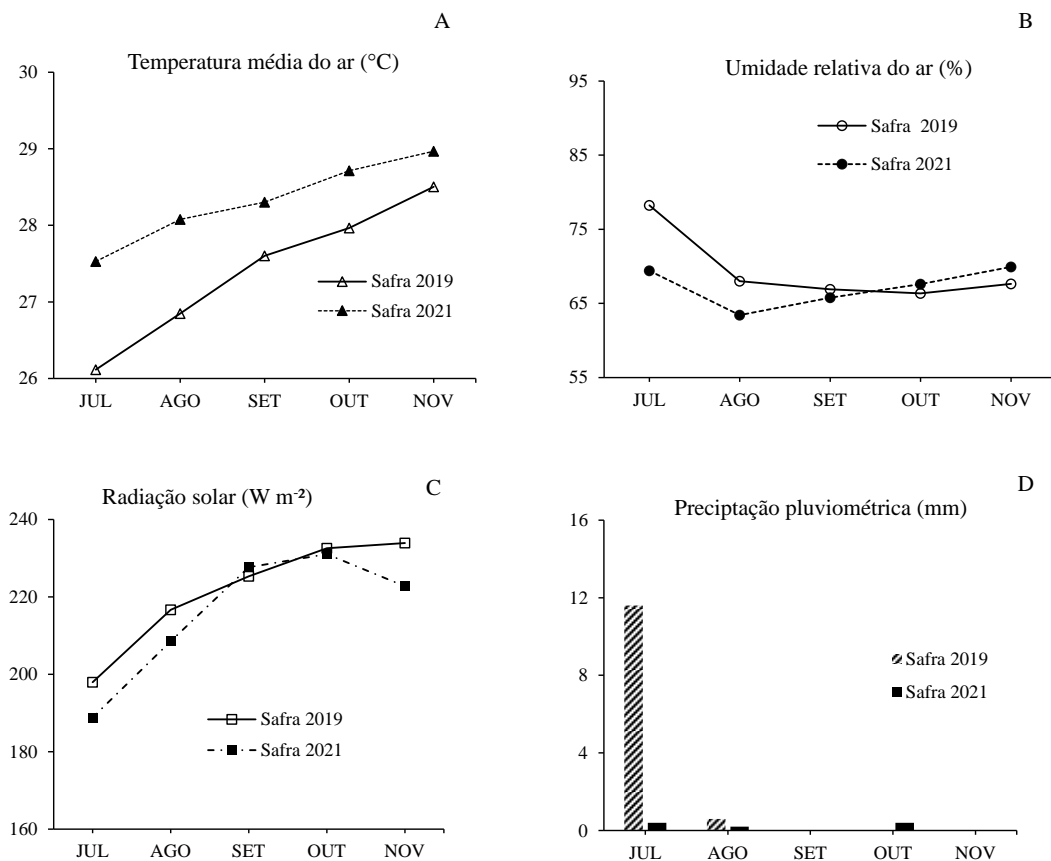 A
Temperatura média do ar (°C)
30
29
28
27
26
Safra 2019
Safra 2021
JUL AGO SET OUT NOV
B
Umidade relativa do ar (%)
95
85
75
65
55
Safra 2019
Safra 2021
JUL AGO SET OUT NOV
C
Radiação solar (W m⁻²)
240
220
200
180
160
Safra 2019
Safra 2021
JUL AGO SET OUT NOV
D
Preciptação pluviométrica (mm)
16
12
8
4
0
Safra 2019
Safra 2021
JUL AGO SET OUT NOV